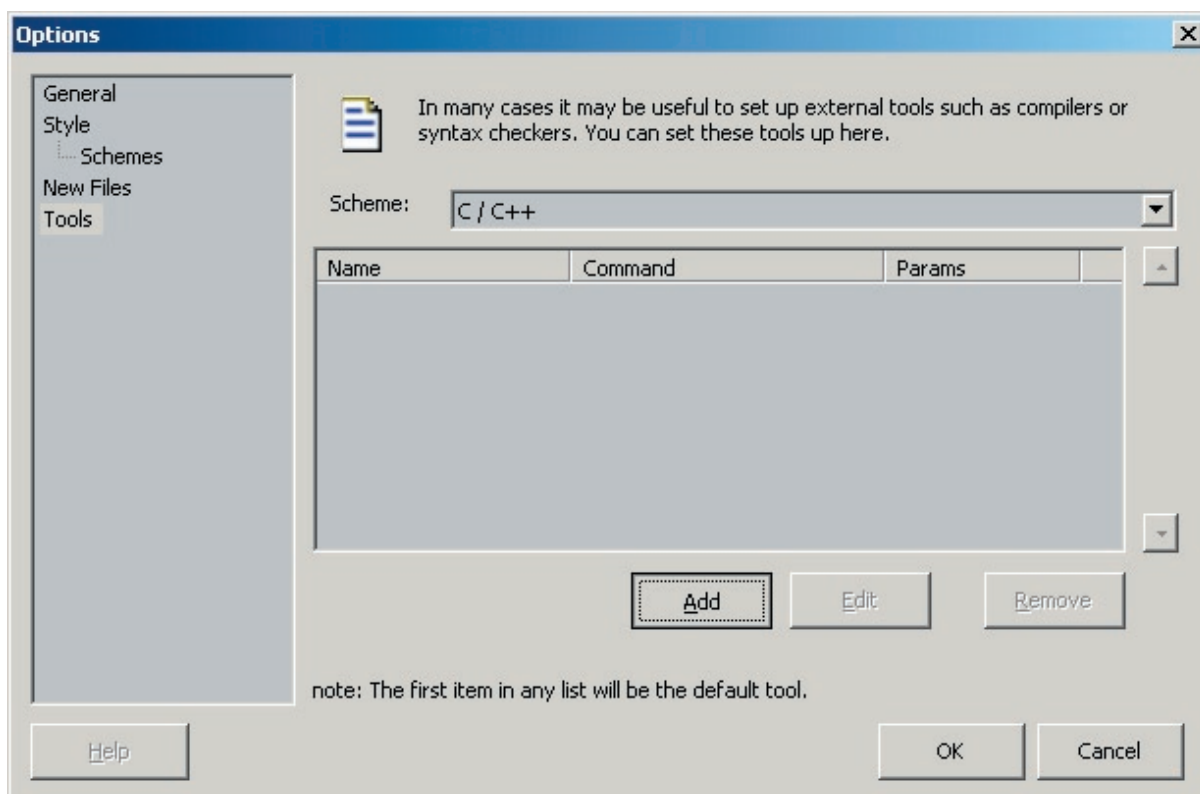 Options
General
Style
Schemes
New Files
Tools
In many cases it may be useful to set up external tools such as compilers or
syntax checkers. You can set these tools up here.
Scheme: C / C++
Name Command Params
Add Edit Remove
note: The first item in any list will be the default tool.
Help OK Cancel